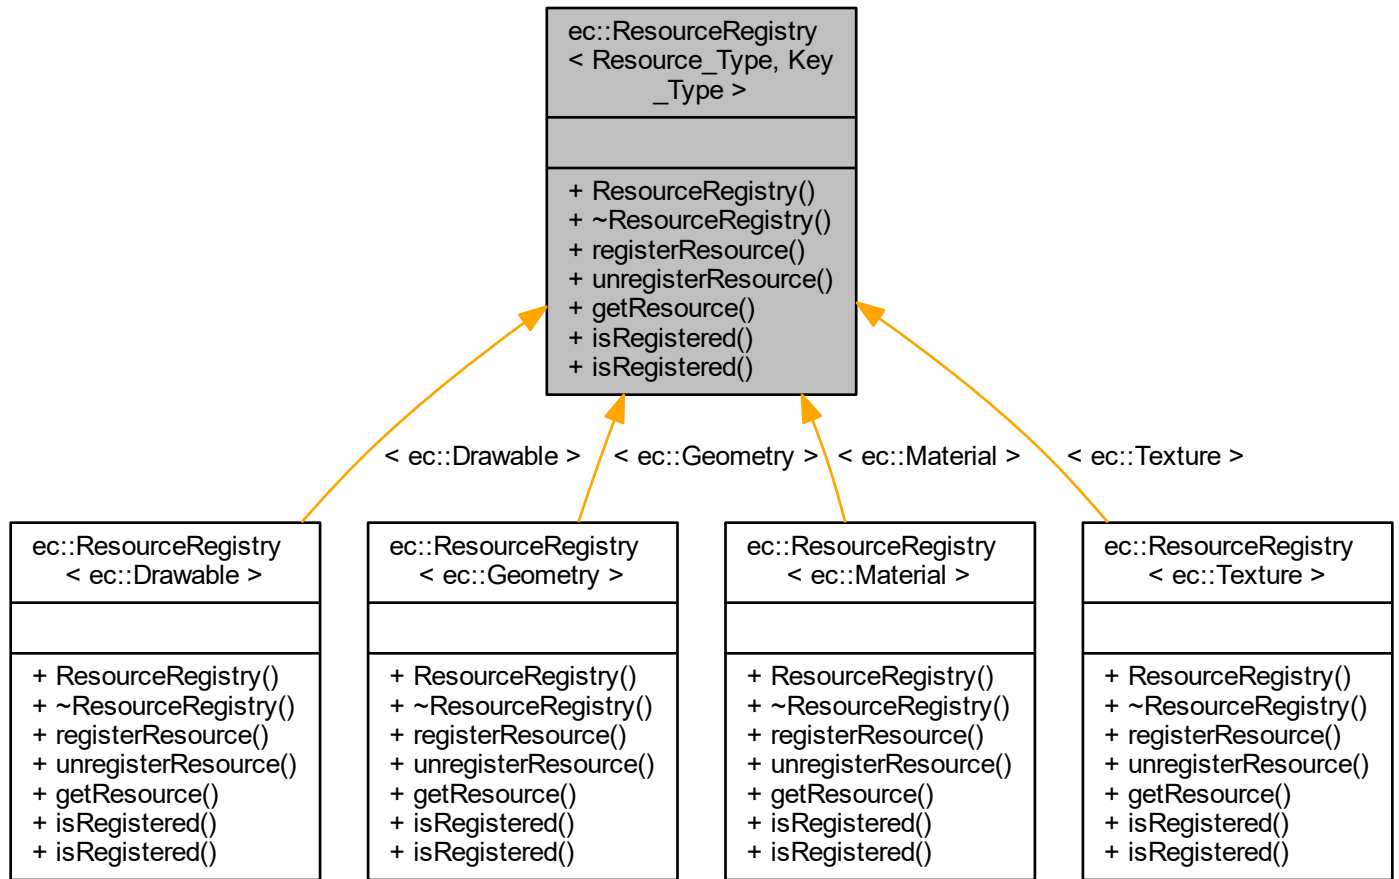 ec::ResourceRegistry
< Resource_Type, Key
_Type >
+ ResourceRegistry()
+ ~ResourceRegistry()
+ registerResource()
+ unregisterResource()
+ getResource()
+ isRegistered()
+ isRegistered()
< ec::Drawable >
< ec::Geometry >
< ec::Material >
< ec::Texture >
ec::ResourceRegistry
< ec::Drawable >
+ ResourceRegistry()
+ ~ResourceRegistry()
+ registerResource()
+ unregisterResource()
+ getResource()
+ isRegistered()
+ isRegistered()
ec::ResourceRegistry
< ec::Geometry >
+ ResourceRegistry()
+ ~ResourceRegistry()
+ registerResource()
+ unregisterResource()
+ getResource()
+ isRegistered()
+ isRegistered()
ec::ResourceRegistry
< ec::Material >
+ ResourceRegistry()
+ ~ResourceRegistry()
+ registerResource()
+ unregisterResource()
+ getResource()
+ isRegistered()
+ isRegistered()
ec::ResourceRegistry
< ec::Texture >
+ ResourceRegistry()
+ ~ResourceRegistry()
+ registerResource()
+ unregisterResource()
+ getResource()
+ isRegistered()
+ isRegistered()